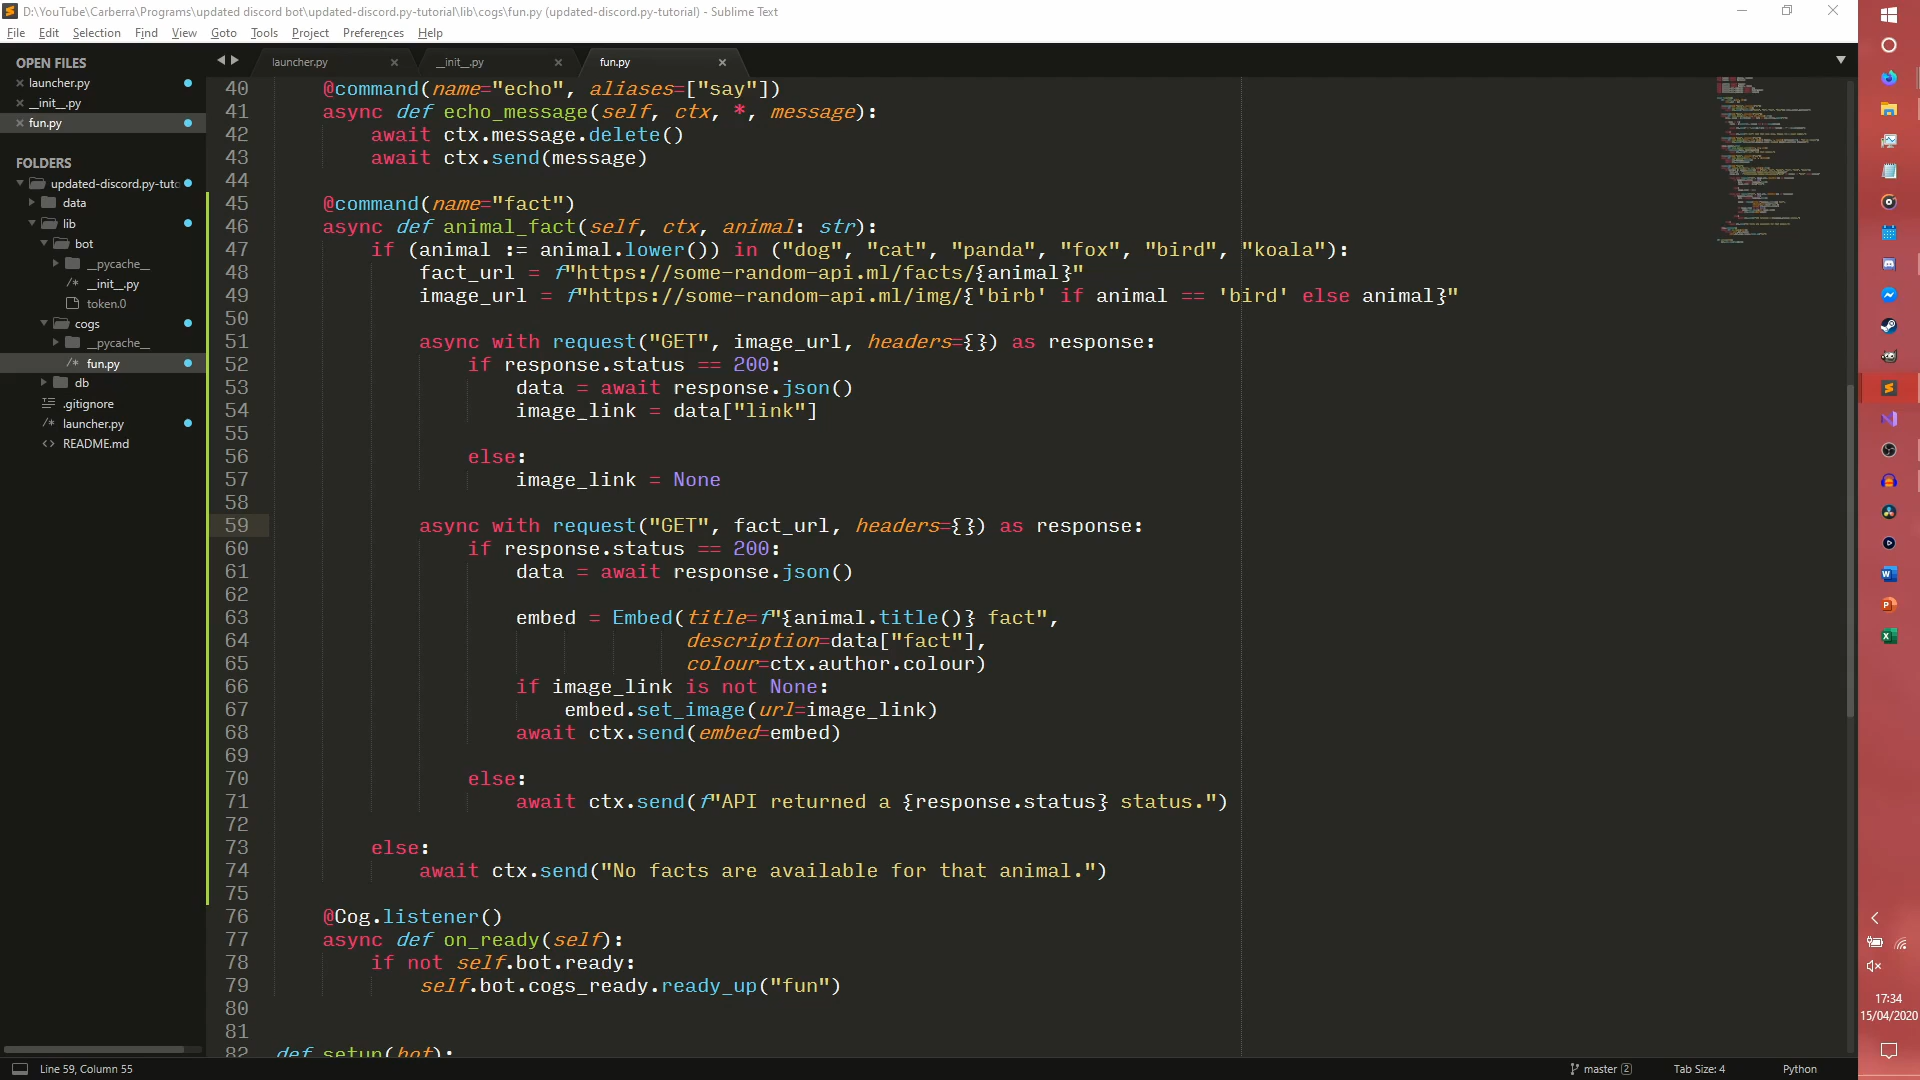 D:\YouTube\Carberra\Programs\updated discord bot\updated-discord.py-tutorial\lib\cogs\fun.py (updated-discord.py-tutorial) - Sublime Text
File Edit Selection Find View Goto Tools Project Preferences Help
OPEN FILES
launcher.py
__init__.py
fun.py
FOLDERS
updated-discord.py-tuto
data
lib
bot
__pycache__
__init__.py
token.0
cogs
__pycache__
fun.py
db
.gitignore
launcher.py
README.md
launcher.py __init__.py fun.py
40 @command(name="echo", aliases=["say"])
41 async def echo_message(self, ctx, *, message):
42 await ctx.message.delete()
43 await ctx.send(message)
44
45 @command(name="fact")
46 async def animal_fact(self, ctx, animal: str):
47 if (animal := animal.lower()) in ("dog", "cat", "panda", "fox", "bird", "koala"):
48 fact_url = f"https://some-random-api.ml/facts/{animal}"
49 image_url = f"https://some-random-api.ml/img/{'birb' if animal == 'bird' else animal}"
50
51 async with request("GET", image_url, headers={}) as response:
52 if response.status == 200:
53 data = await response.json()
54 image_link = data["link"]
55
56 else:
57 image_link = None
58
59 async with request("GET", fact_url, headers={}) as response:
60 if response.status == 200:
61 data = await response.json()
62
63 embed = Embed(title=f"{animal.title()} fact",
64 description=data["fact"],
65 colour=ctx.author.colour)
66 if image_link is not None:
67 embed.set_image(url=image_link)
68 await ctx.send(embed=embed)
69
70 else:
71 await ctx.send(f"API returned a {response.status} status.")
72
73 else:
74 await ctx.send("No facts are available for that animal.")
75
76 @Cog.listener()
77 async def on_ready(self):
78 if not self.bot.ready:
79 self.bot.cogs_ready.ready_up("fun")
80
81
82 def setup(bot):
17:34
15/04/2020
Line 59, Column 55
master 2
Tab Size: 4
Python